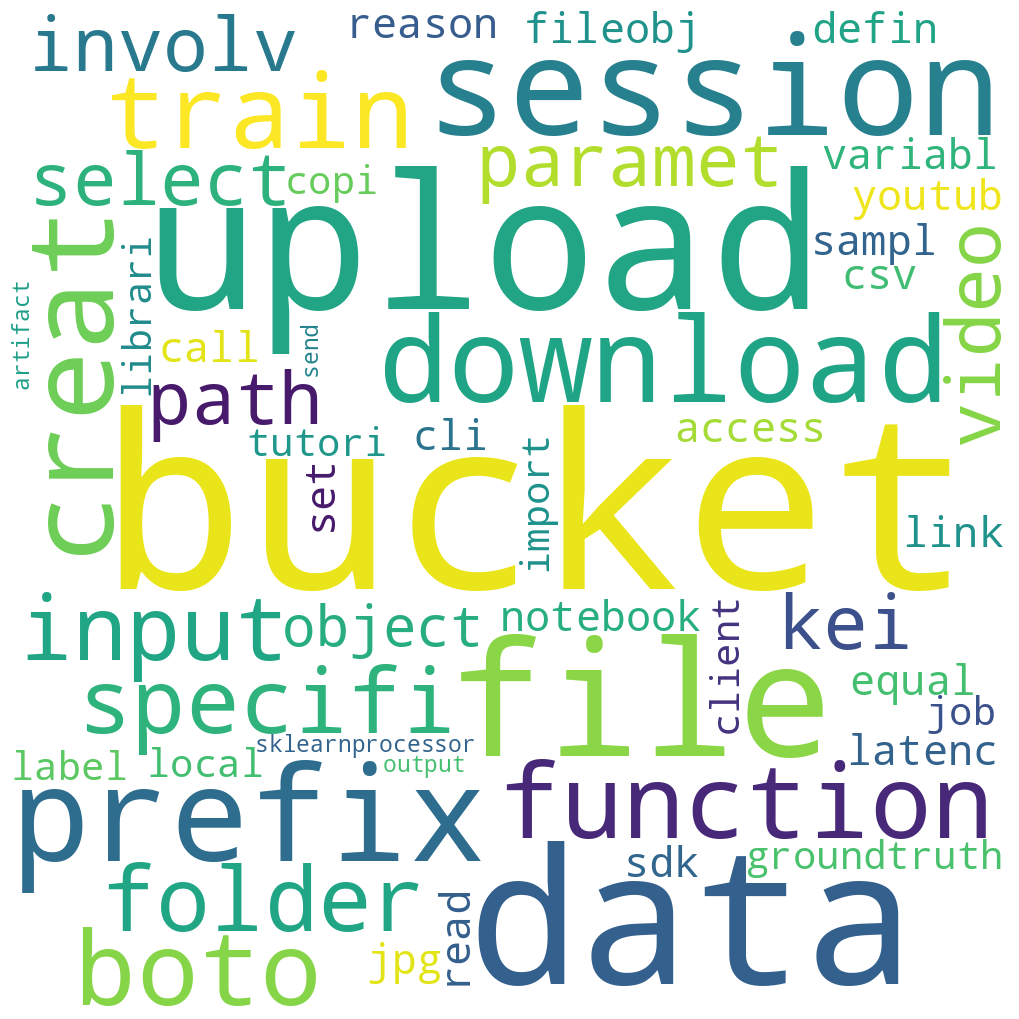 involv
reason
fileobj
defin
session
train
paramet
variabl
select
copi
youtub
upload
sampl
csv
creat
librari
video
artifact
call
send
download
path
tutori
cli
access
set
import
bucket
link
input
object
notebook
client
kei
specifi
file
equal
job
sklearnprocessor
output
latenc
label
local
prefix
function
sdk
groundtruth
folder
read
data
boto
jpg